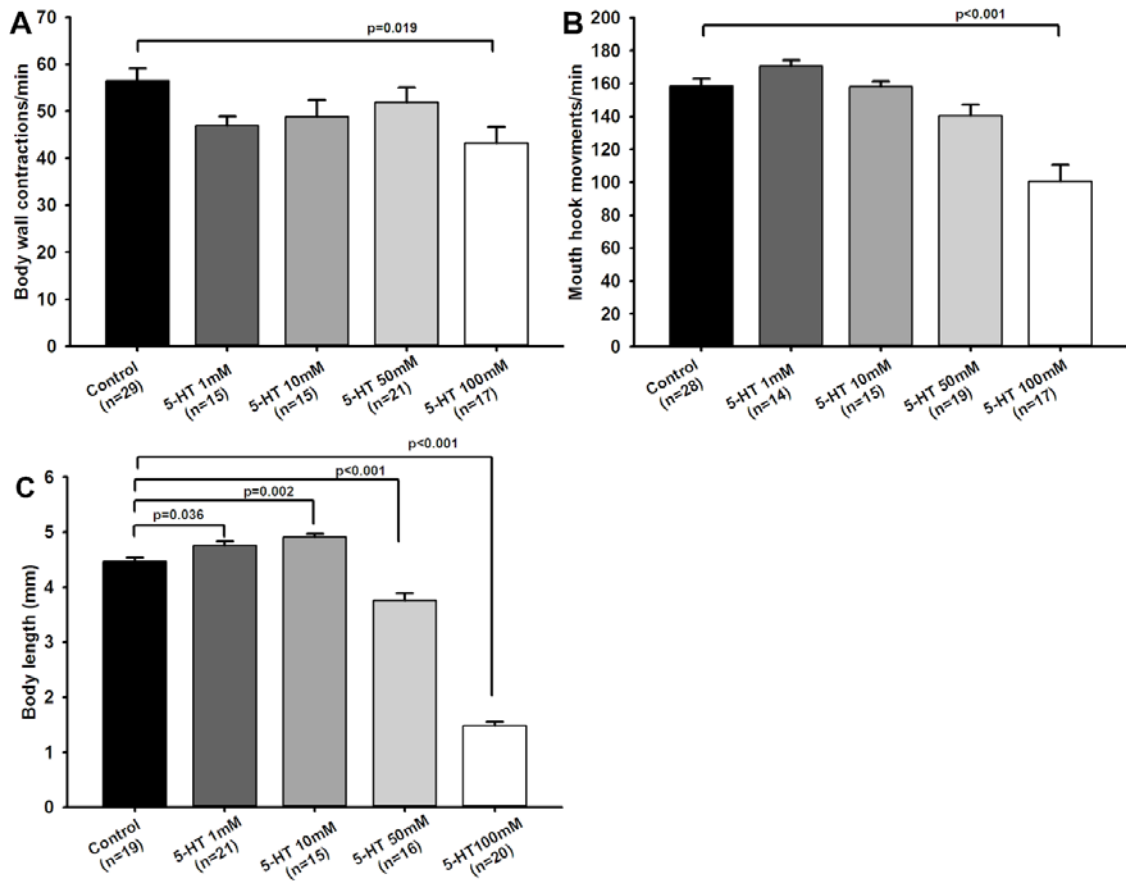 A
Body wall contractions/min
70
60
50
40
30
20
10
0
p=0.019
Control
(n=29)
5-HT 1mM
(n=15)
5-HT 10mM
(n=15)
5-HT 50mM
(n=21)
5-HT 100mM
(n=17)
B
Mouth hook movments/min
200
180
160
140
120
100
80
60
40
20
0
p<0.001
Control
(n=28)
5-HT 1mM
(n=14)
5-HT 10mM
(n=15)
5-HT 50mM
(n=19)
5-HT 100mM
(n=17)
C
Body length (mm)
6
5
4
3
2
1
0
p<0.001
p<0.001
p=0.002
p=0.036
Control
(n=19)
5-HT 1mM
(n=21)
5-HT 10mM
(n=15)
5-HT 50mM
(n=16)
5-HT100mM
(n=20)